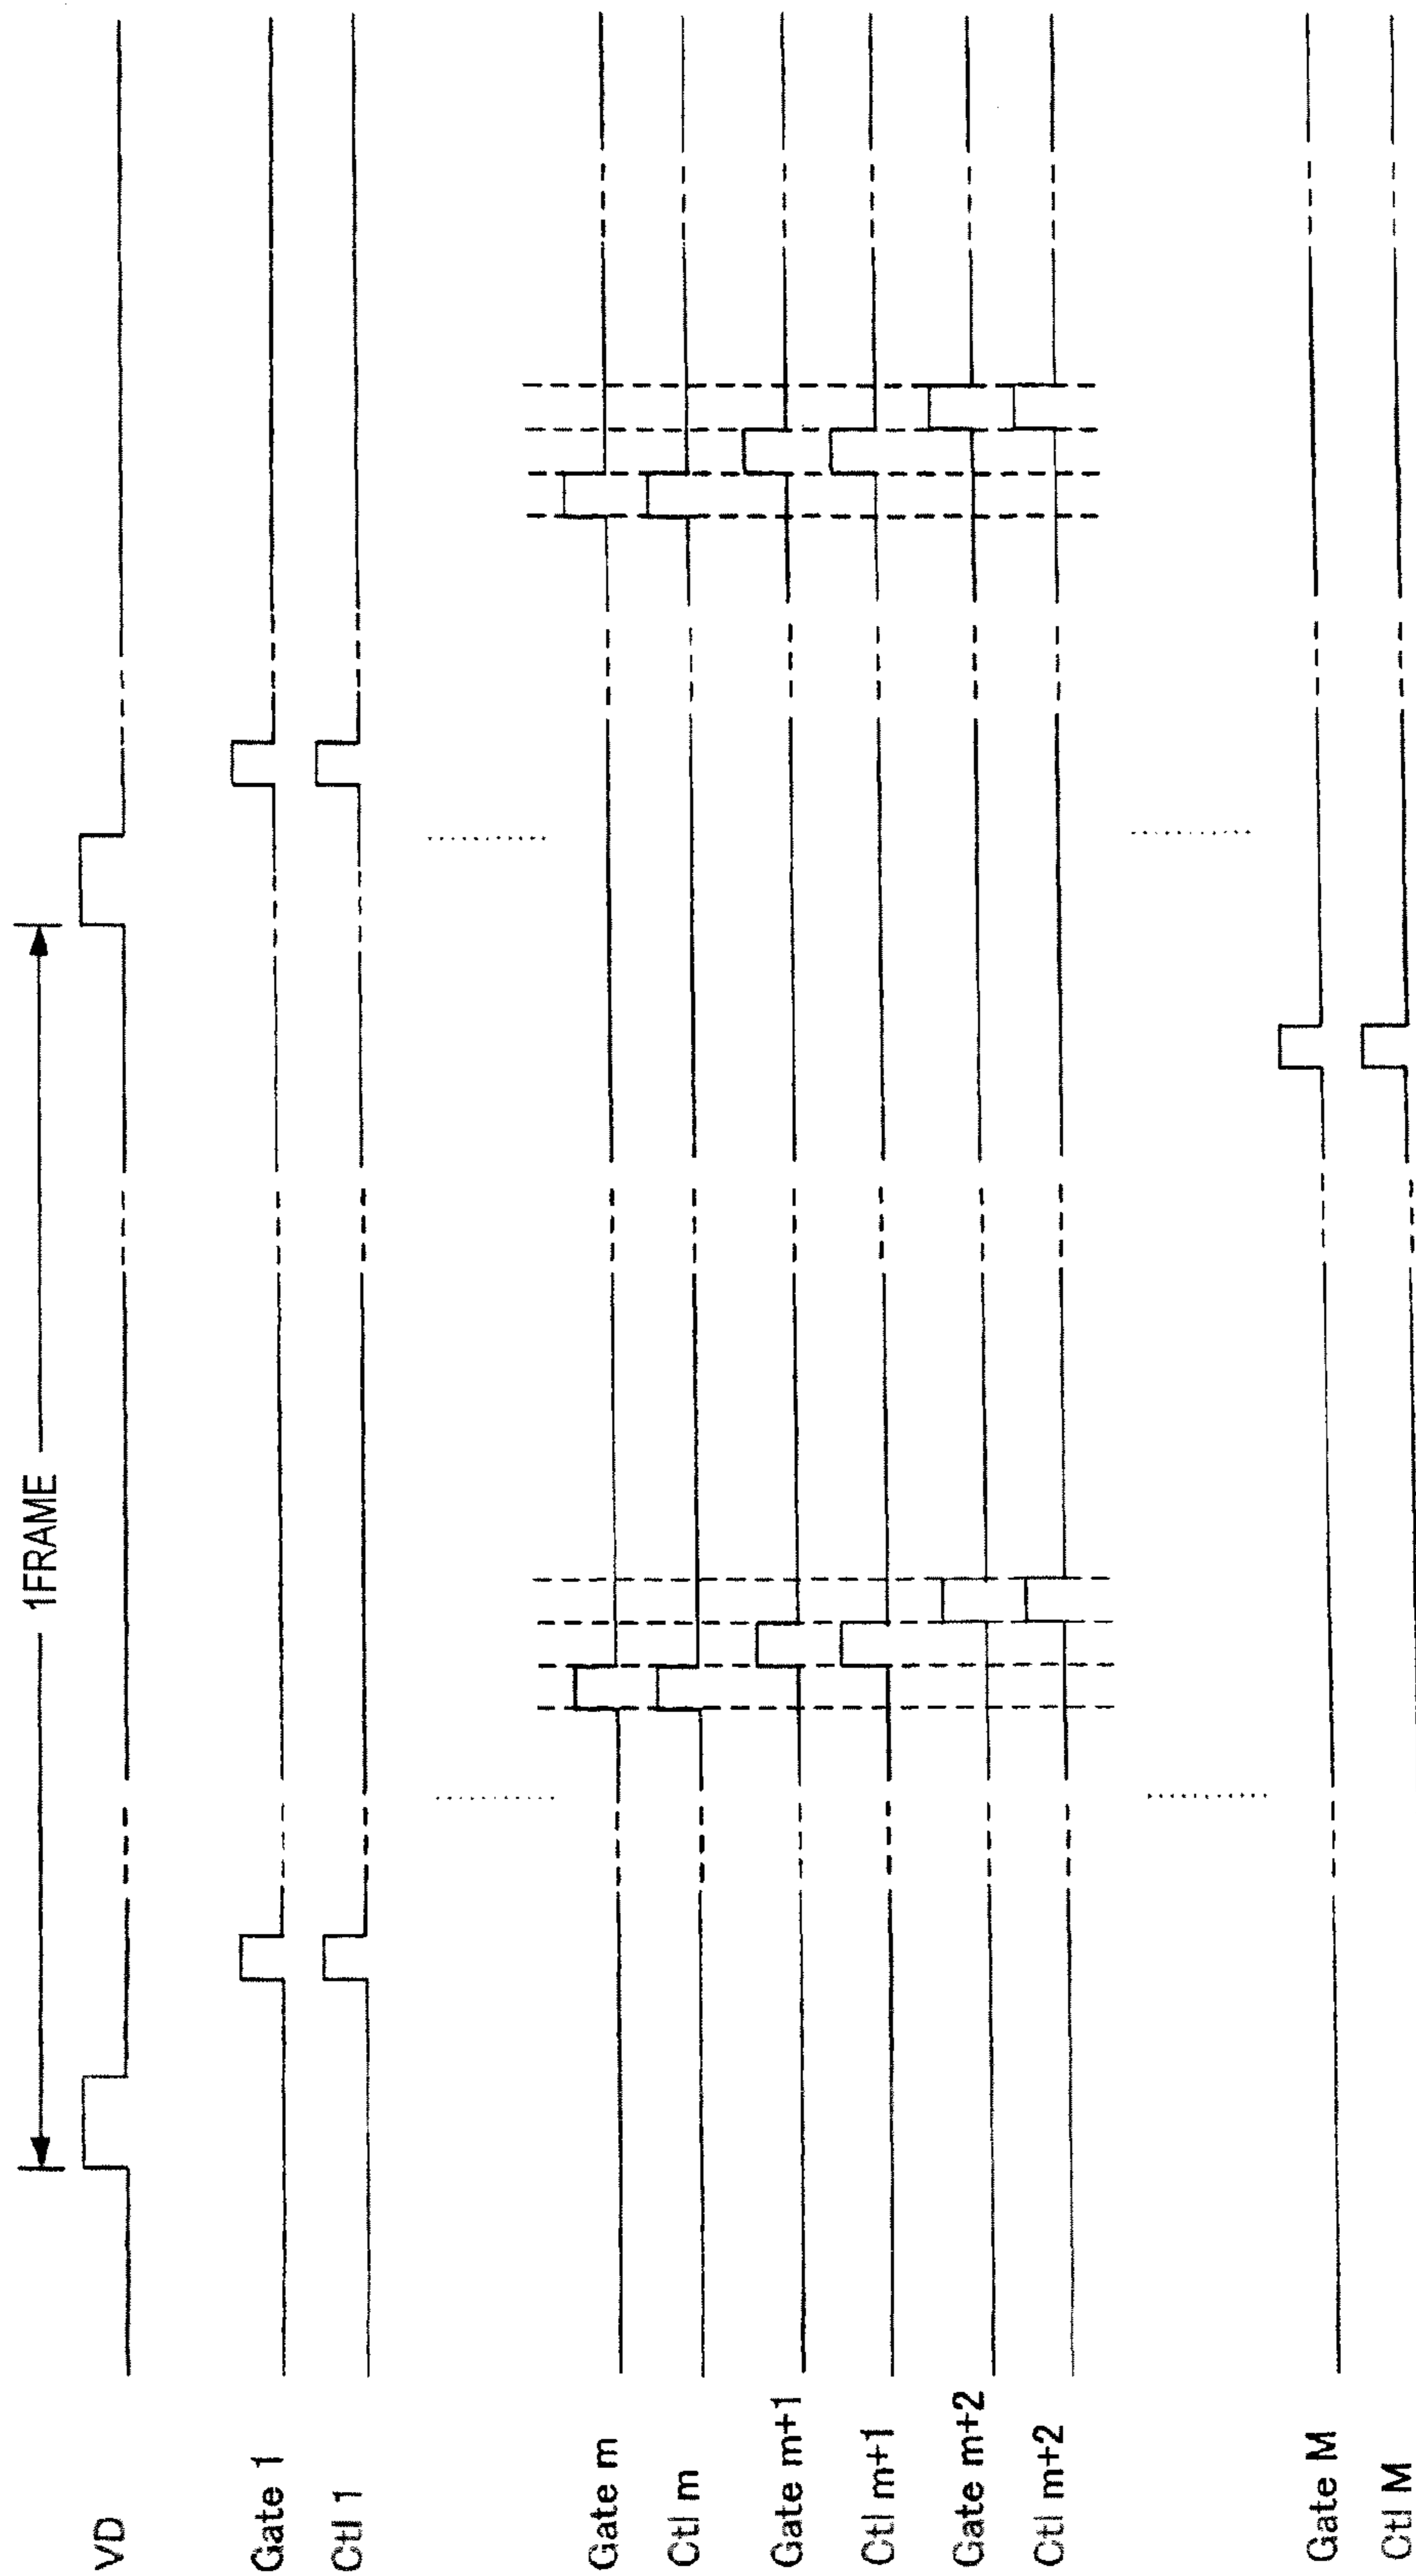 1FRAME
VD
Gate 1
Ctl 1
Gate m
Ctl m
Gate m+1
Ctl m+1
Gate m+2
Ctl m+2
Gate M
Ctl M